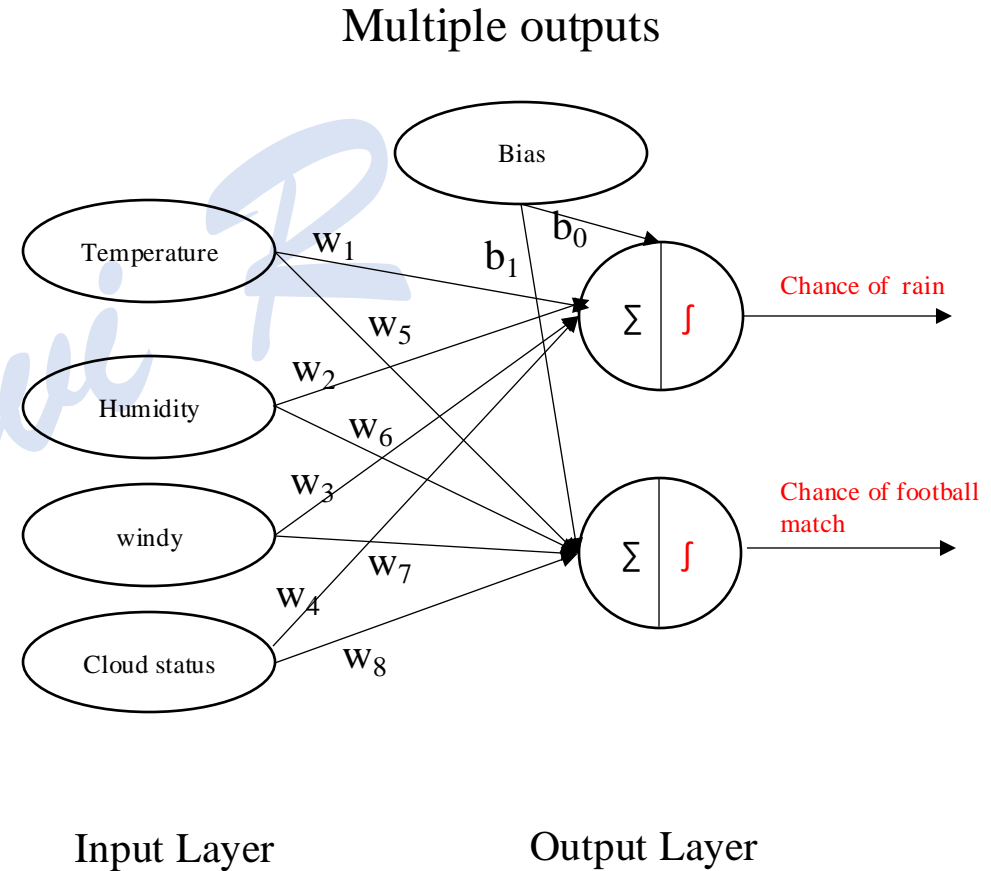 Multiple outputs
Bias
b₀
b₁
Temperature
w₁
w₅
Chance of rain
∑ ∫
w₂
Humidity
w₆
w₃
Chance of football
match
windy
∑ ∫
w₇
w₄
Cloud status
w₈
Input Layer
Output Layer